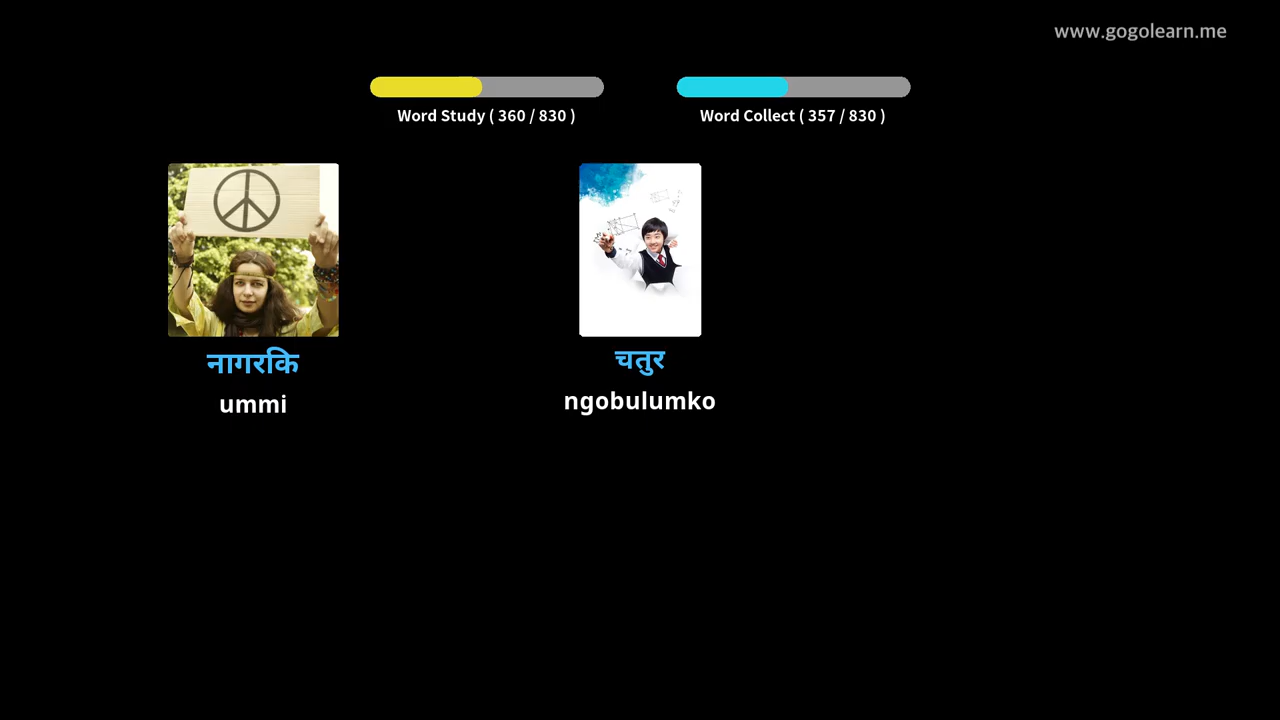 www.gogolearn.me
Word Study ( 360 / 830 )
Word Collect ( 357 / 830 )
नागरकि
ummi
चतुर
ngobulumko